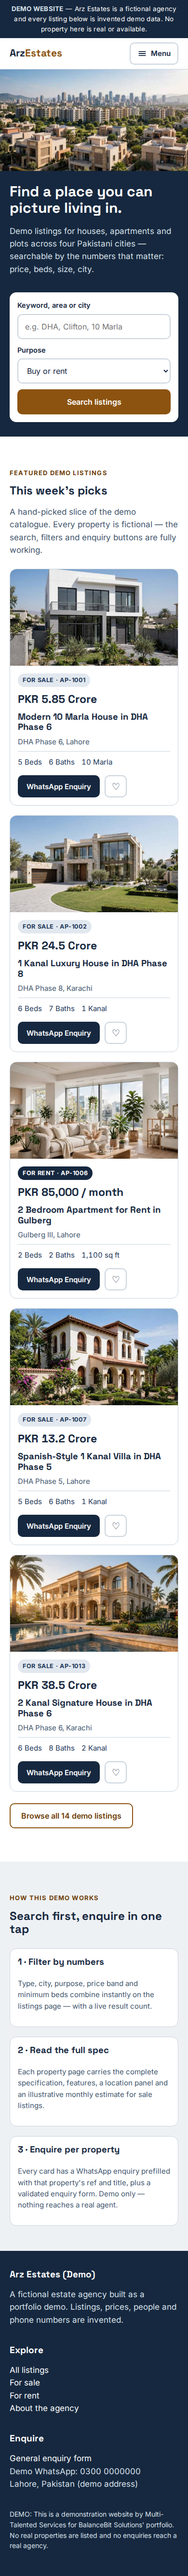 DEMO WEBSITE — Arz Estates is a fictional agency
and every listing below is invented demo data. No
property here is real or available.
ArzEstates
Menu
Find a place you can
picture living in.
Demo listings for houses, apartments and
plots across four Pakistani cities —
searchable by the numbers that matter:
price, beds, size, city.
Keyword, area or city
e.g. DHA, Clifton, 10 Marla
Purpose
Buy or rent
Search listings
FEATURED DEMO LISTINGS
This week's picks
A hand-picked slice of the demo
catalogue. Every property is fictional — the
search, filters and enquiry buttons are fully
working.
FOR SALE · AP-1001
PKR 5.85 Crore
Modern 10 Marla House in DHA
Phase 6
DHA Phase 6, Lahore
5 Beds 6 Baths 10 Marla
WhatsApp Enquiry ♡
FOR SALE · AP-1002
PKR 24.5 Crore
1 Kanal Luxury House in DHA Phase
8
DHA Phase 8, Karachi
6 Beds 7 Baths 1 Kanal
WhatsApp Enquiry ♡
FOR RENT · AP-1006
PKR 85,000 / month
2 Bedroom Apartment for Rent in
Gulberg
Gulberg III, Lahore
2 Beds 2 Baths 1,100 sq ft
WhatsApp Enquiry ♡
FOR SALE · AP-1007
PKR 13.2 Crore
Spanish-Style 1 Kanal Villa in DHA
Phase 5
DHA Phase 5, Lahore
5 Beds 6 Baths 1 Kanal
WhatsApp Enquiry ♡
FOR SALE · AP-1013
PKR 38.5 Crore
2 Kanal Signature House in DHA
Phase 6
DHA Phase 6, Karachi
6 Beds 8 Baths 2 Kanal
WhatsApp Enquiry ♡
Browse all 14 demo listings
HOW THIS DEMO WORKS
Search first, enquire in one
tap
1 · Filter by numbers
Type, city, purpose, price band and
minimum beds combine instantly on the
listings page — with a live result count.
2 · Read the full spec
Each property page carries the complete
specification, features, a location panel and
an illustrative monthly estimate for sale
listings.
3 · Enquire per property
Every card has a WhatsApp enquiry prefilled
with that property's ref and title, plus a
validated enquiry form. Demo only —
nothing reaches a real agent.
Arz Estates (Demo)
A fictional estate agency built as a
portfolio demo. Listings, prices, people and
phone numbers are invented.
Explore
All listings
For sale
For rent
About the agency
Enquire
General enquiry form
Demo WhatsApp: 0300 0000000
Lahore, Pakistan (demo address)
DEMO: This is a demonstration website by Multi-
Talented Services for BalanceBit Solutions' portfolio.
No real properties are listed and no enquiries reach a
real agent.